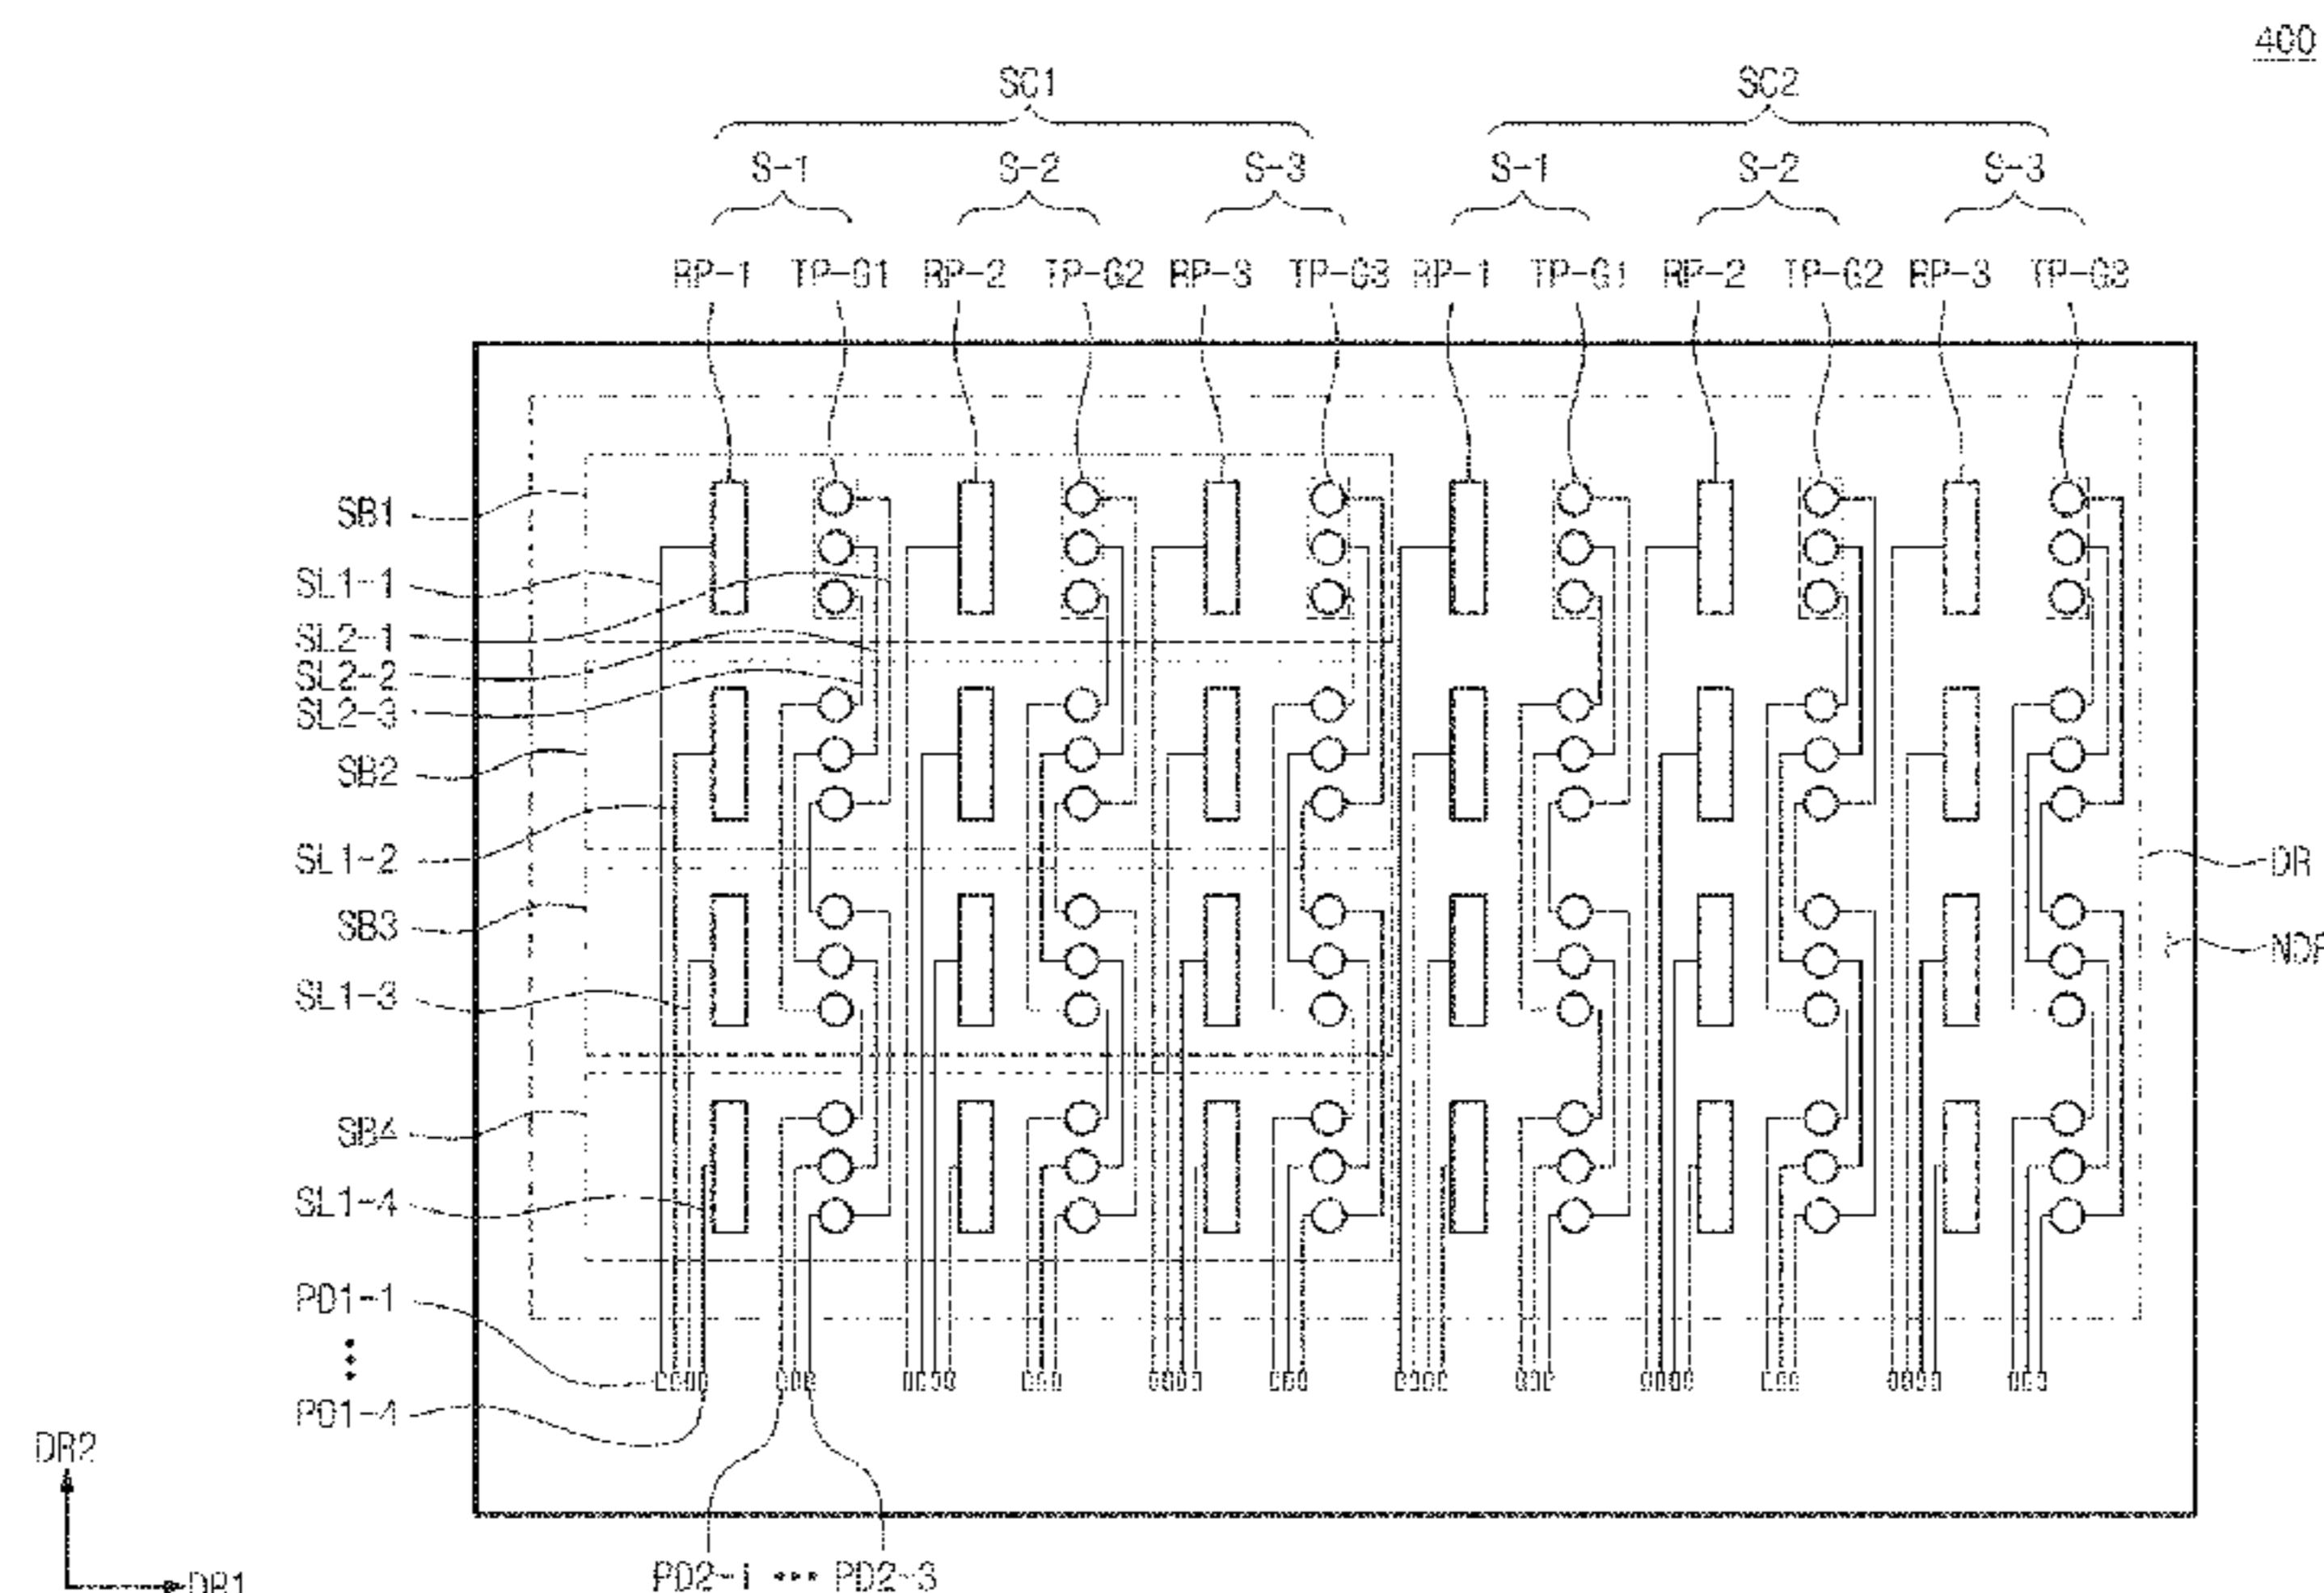 400
SC1 SC2
S-1 S-2 S-3 S-1 S-2 S-3
RP-1 TP-G1 RP-2 TP-G2 RP-3 TP-G3 RP-1 TP-G1 RP-2 TP-G2 RP-3 TP-G3
SB1
SL1-1
SL2-1
SL2-2
SL2-3
SB2
SL1-2
DR
SB3
SL1-3
SB4
SL1-4
PD1-1
PD1-4
DR2
PD2-1 ••• PD2-3
DR1